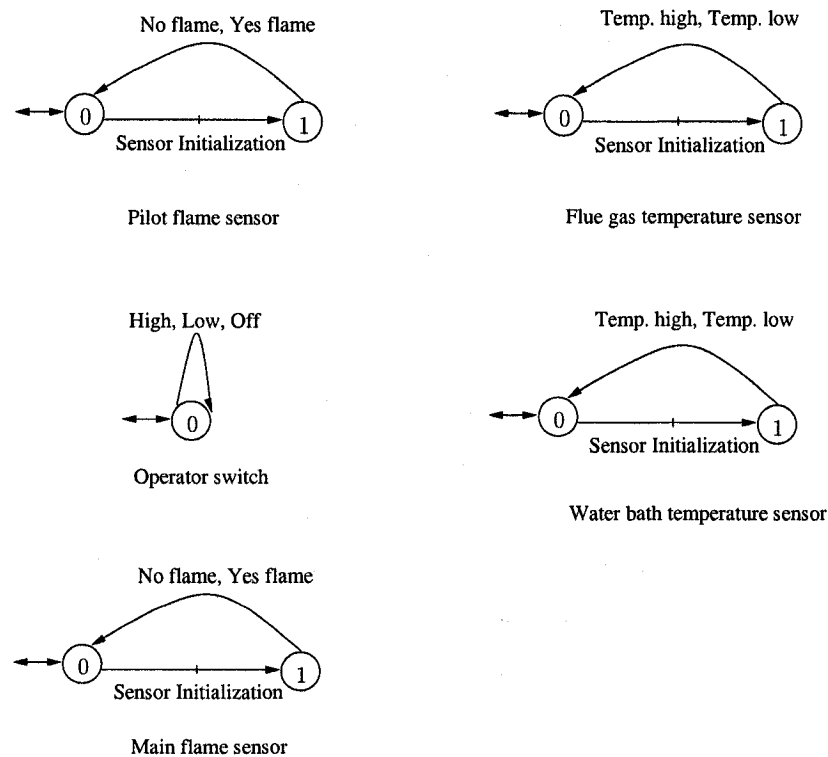 No flame, Yes flame
0
1
Sensor Initialization
Pilot flame sensor
Temp. high, Temp. low
0
1
Sensor Initialization
Flue gas temperature sensor
High, Low, Off
0
Operator switch
Temp. high, Temp. low
0
1
Sensor Initialization
Water bath temperature sensor
No flame, Yes flame
0
1
Sensor Initialization
Main flame sensor